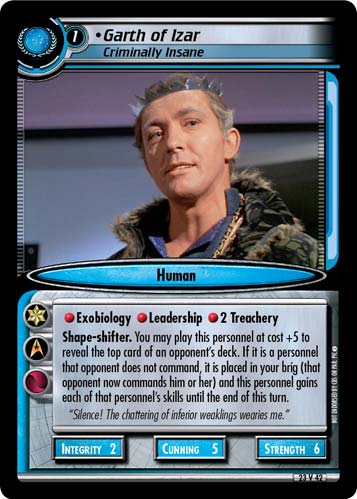 1 • Garth of Izar
Criminally Insane
Human
Exobiology Leadership 2 Treachery
Shape-shifter. You may play this personnel at cost +5 to
reveal the top card of an opponent's deck. If it is a personnel
that opponent does not command, it is placed in your brig (that
opponent now commands him or her) and this personnel gains
each of that personnel's skills until the end of this turn.
"Silence! The chattering of inferior weaklings wearies me."
INTEGRITY 2 CUNNING 5 STRENGTH 6
23 V 42